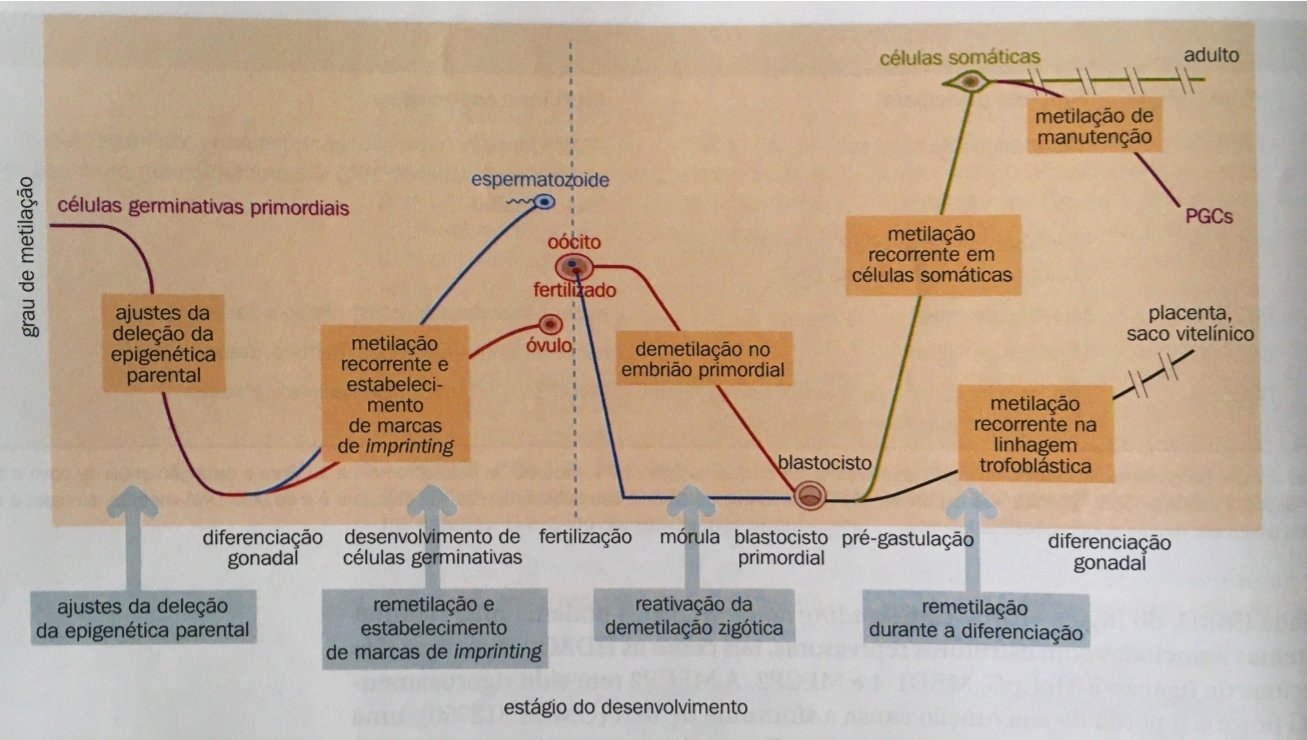 células somáticas
adulto
metilação de
manutenção
espermatozoide
células germinativas primordiais
PGCs
grau de metilação
oócito
fertilizado
metilação
recorrente em
células somáticas
ajustes da
deleção da
epigenética
parental
placenta,
saco vitelínico
óvulo
metilação
recorrente e
estabeleci-
mento
de marcas
de imprinting
demetilação no
embrião primordial
metilação
recorrente na
linhagem
trofoblástica
blastocisto
diferenciação
gonadal
desenvolvimento de
células germinativas
fertilização
mórula
blastocisto
primordial
pré-gastulação
diferenciação
gonadal
ajustes da deleção
da epigenética parental
remetilação e
estabelecimento
de marcas de imprinting
reativação da
demetilação zigótica
remetilação
durante a diferenciação
estágio do desenvolvimento